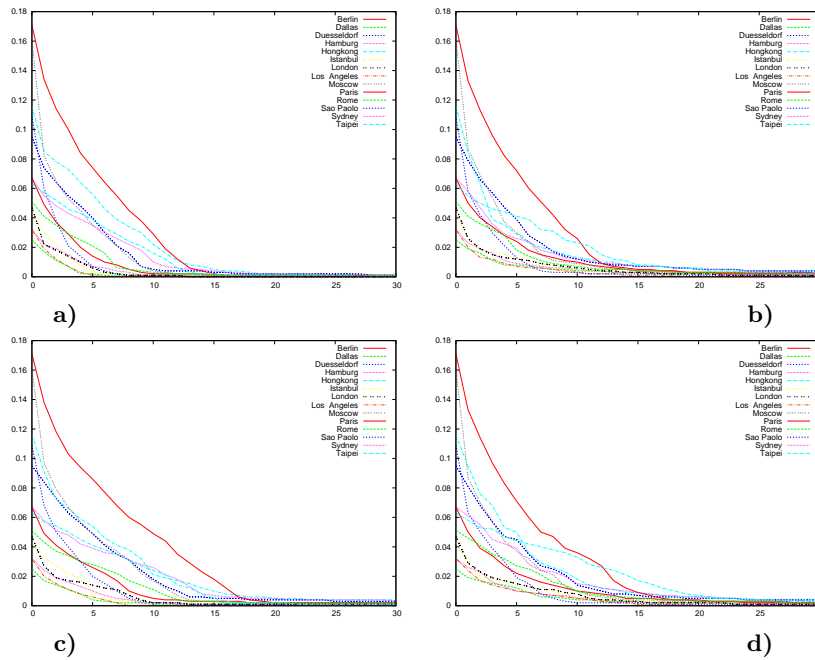 0.18
0.16
0.14
0.12
0.1
0.08
0.06
0.04
0.02
0
0 5 10 15 20 25 30
Berlin
Dallas
Duesseldorf
Hamburg
Hongkong
Istanbul
London
Los Angeles
Moscow
Paris
Rome
Sao Paolo
Sydney
Taipei
a)
0.18
0.16
0.14
0.12
0.1
0.08
0.06
0.04
0.02
0
0 5 10 15 20 25
Berlin
Dallas
Duesseldorf
Hamburg
Hongkong
Istanbul
London
Los Angeles
Moscow
Paris
Rome
Sao Paolo
Sydney
Taipei
b)
0.18
0.16
0.14
0.12
0.1
0.08
0.06
0.04
0.02
0
0 5 10 15 20 25 30
Berlin
Dallas
Duesseldorf
Hamburg
Hongkong
Istanbul
London
Los Angeles
Moscow
Paris
Rome
Sao Paolo
Sydney
Taipei
c)
0.18
0.16
0.14
0.12
0.1
0.08
0.06
0.04
0.02
0
0 5 10 15 20 25
Berlin
Dallas
Duesseldorf
Hamburg
Hongkong
Istanbul
London
Los Angeles
Moscow
Paris
Rome
Sao Paolo
Sydney
Taipei
d)